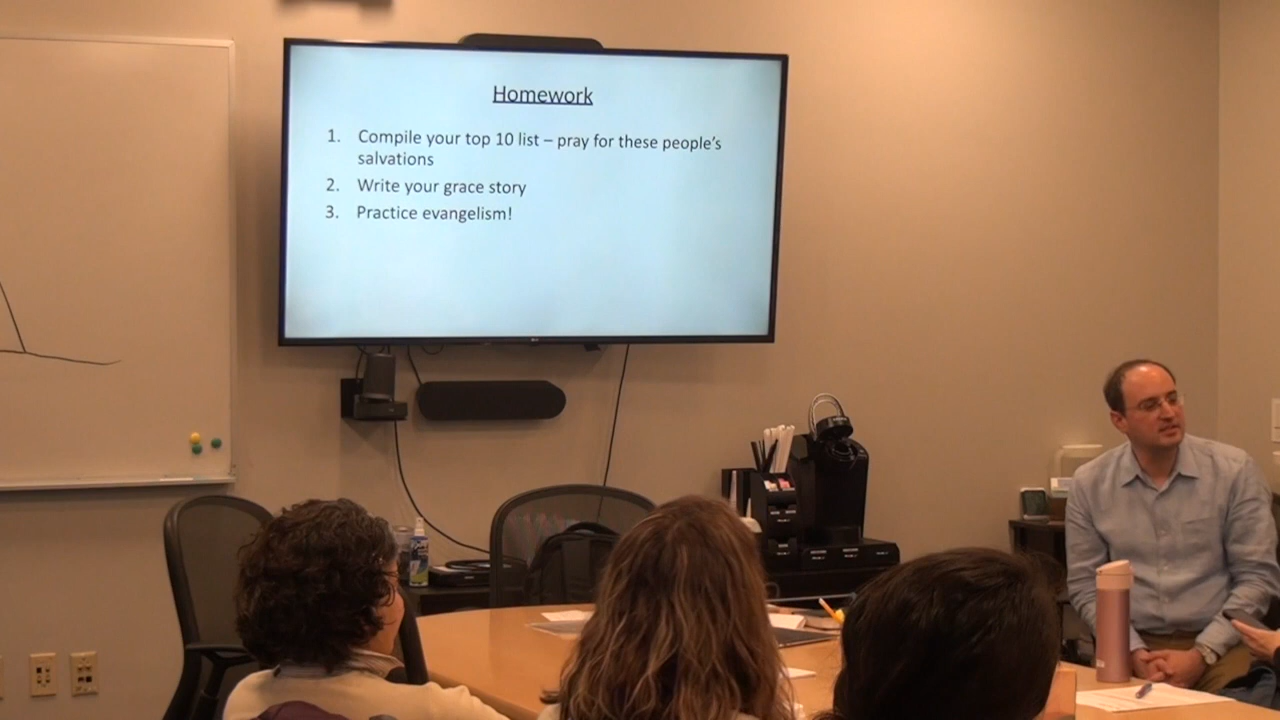 Homework
1. Compile your top 10 list – pray for these people's
salvations
2. Write your grace story
3. Practice evangelism!